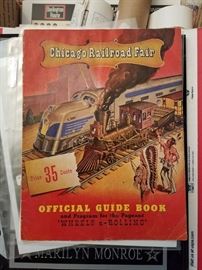 Chicago Railroad Fair
Price 35 Cents
OFFICIAL GUIDE BOOK
and Program for the Pageant
"WHEELS a-ROLLING"
MARILYN MONROE